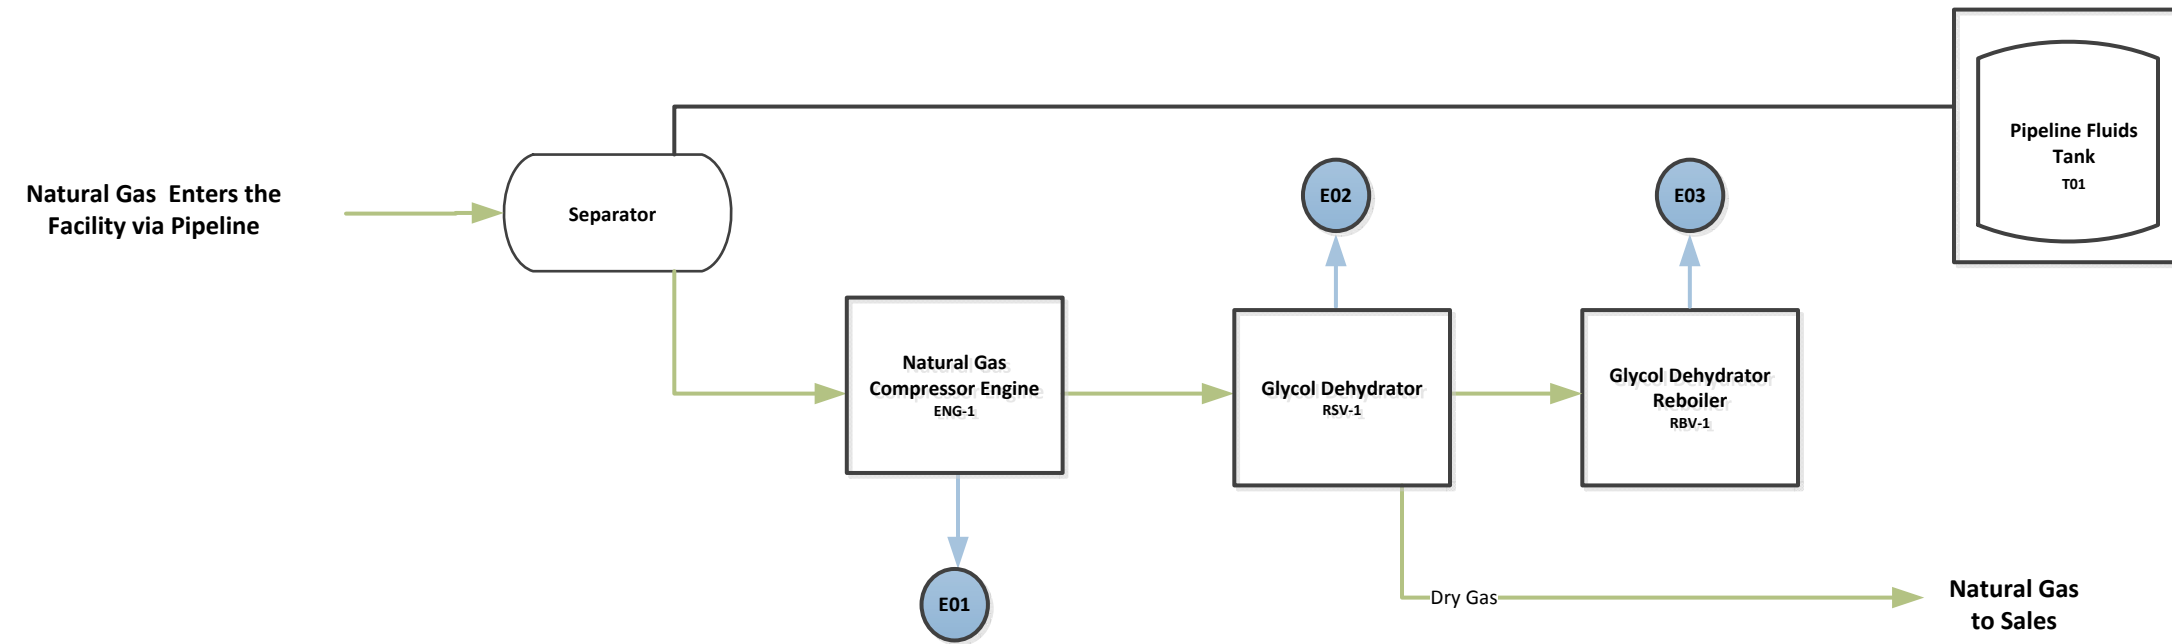 Pipeline Fluids
Tank
T01
Natural Gas  Enters the
Facility via Pipeline
Separator
E02
E03
Natural Gas
Compressor Engine
ENG-1
Glycol Dehydrator
RSV-1
Glycol Dehydrator
Reboiler
RBV-1
E01
Dry Gas
Natural Gas
to Sales